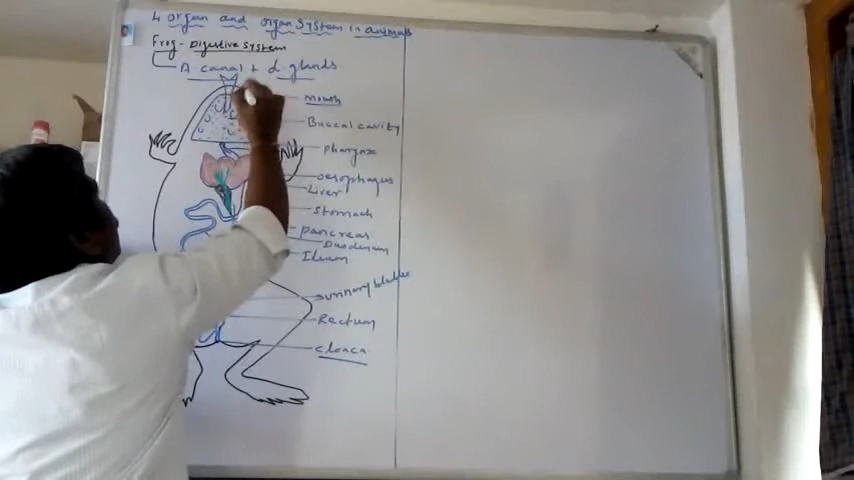 4 organ and organ system in animals
Frog - Digestive system
A canal + d glands
mouth
Buccal cavity
pharynx
oesophagus
Liver
stomach
pancreas
Duodenum
Ileum
urinary bladder
Rectum
cloaca